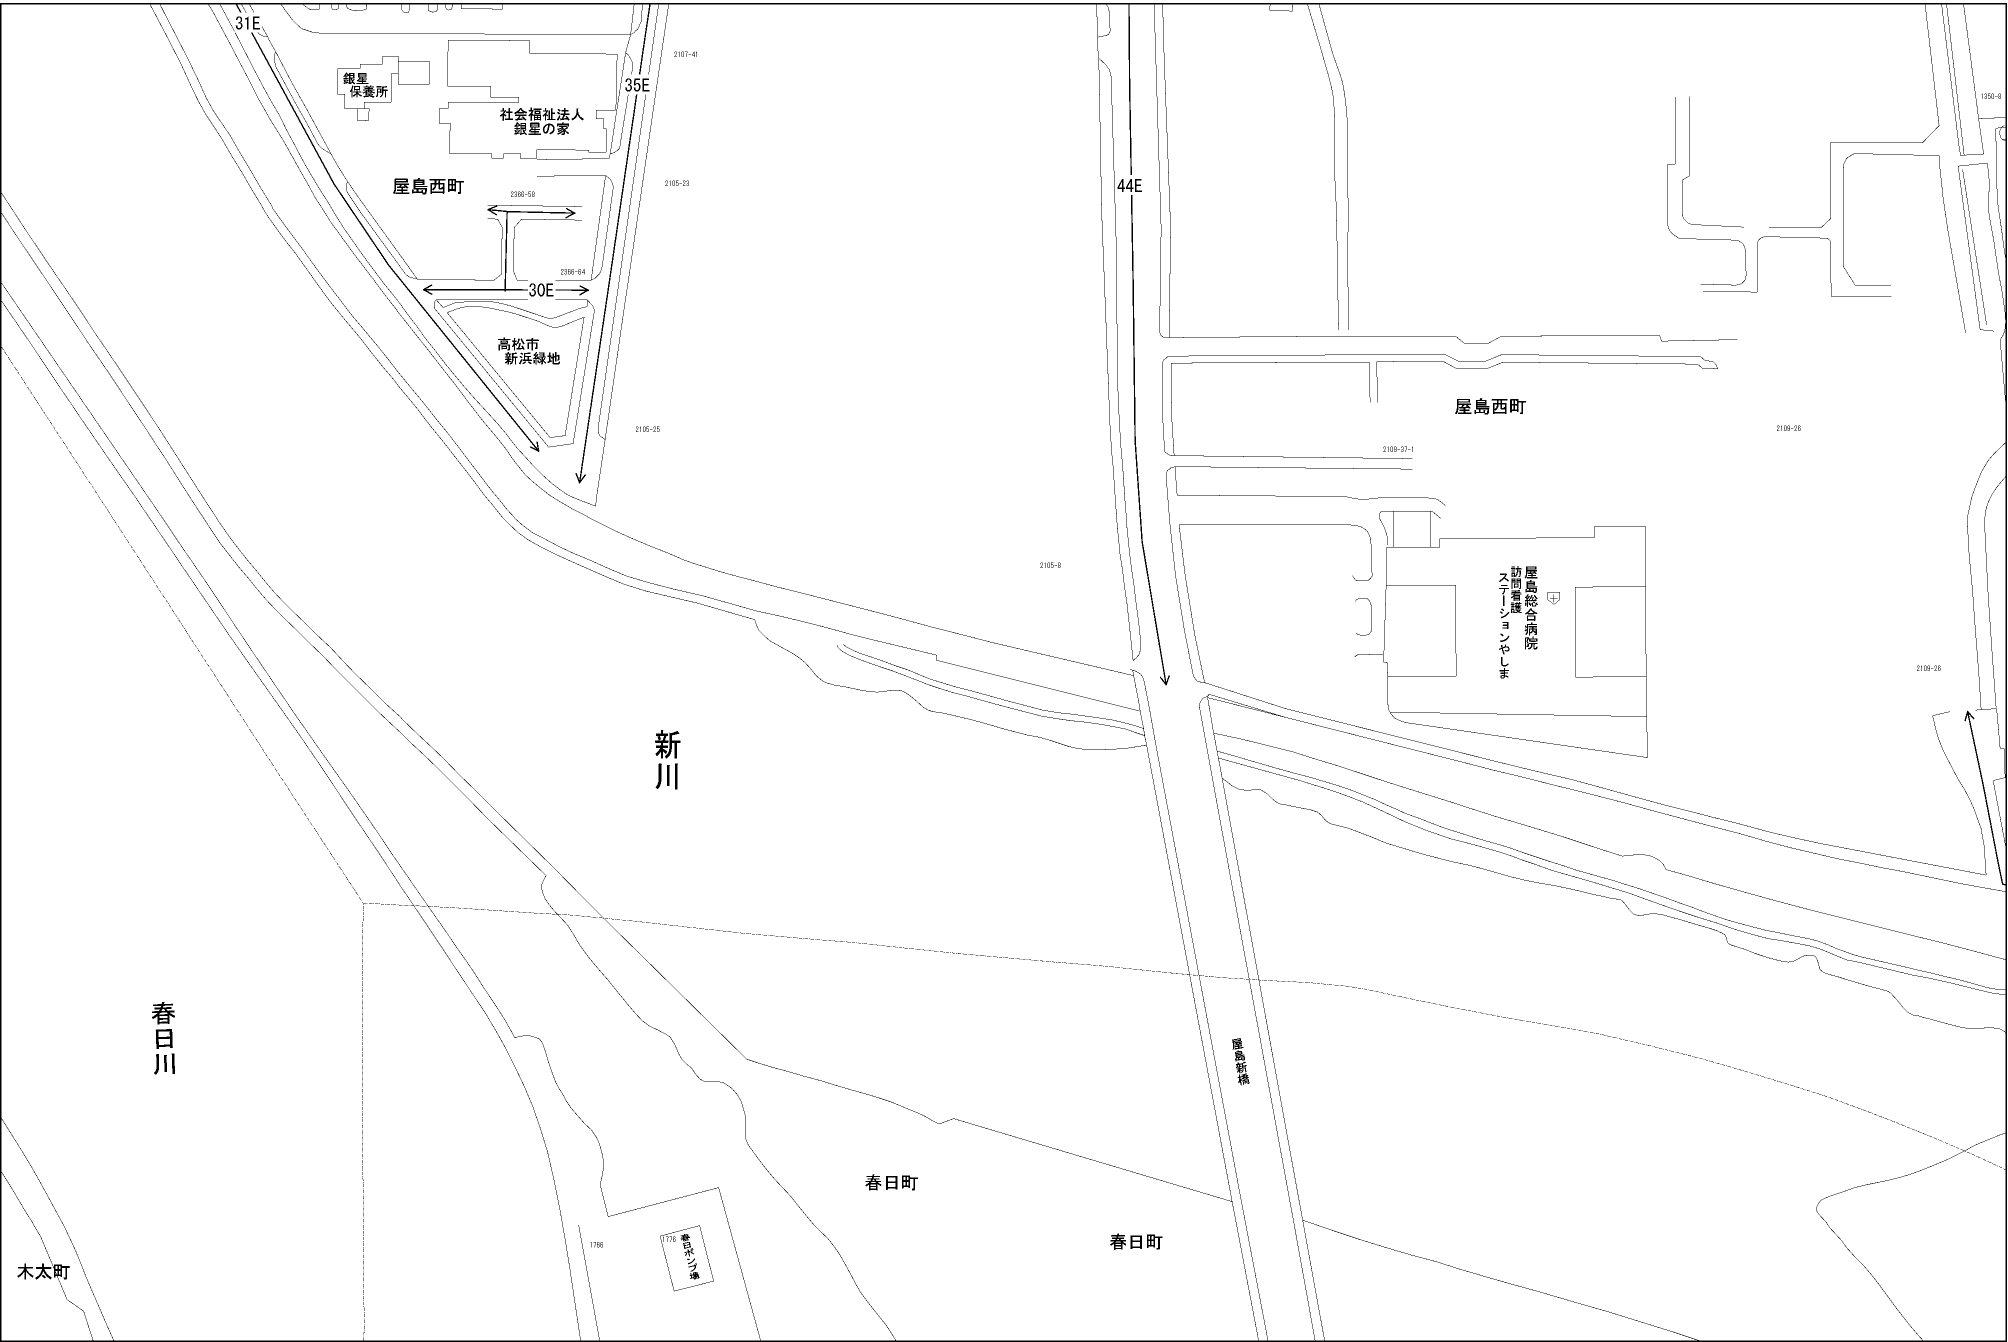 31E
2107-41
銀星
保養所
35E
1350-8
社会福祉法人
銀星の家
屋島西町
2105-23
44E
2366-58
2366-64
30E
高松市
新浜緑地
屋島西町
2105-25
2109-26
2109-37-1
2105-8
屋島総合病院
訪問看護
ステーションやしま
2109-26
新川
春日川
屋島新橋
春日町
春日町
1766
1776
春日ポンプ場
木太町